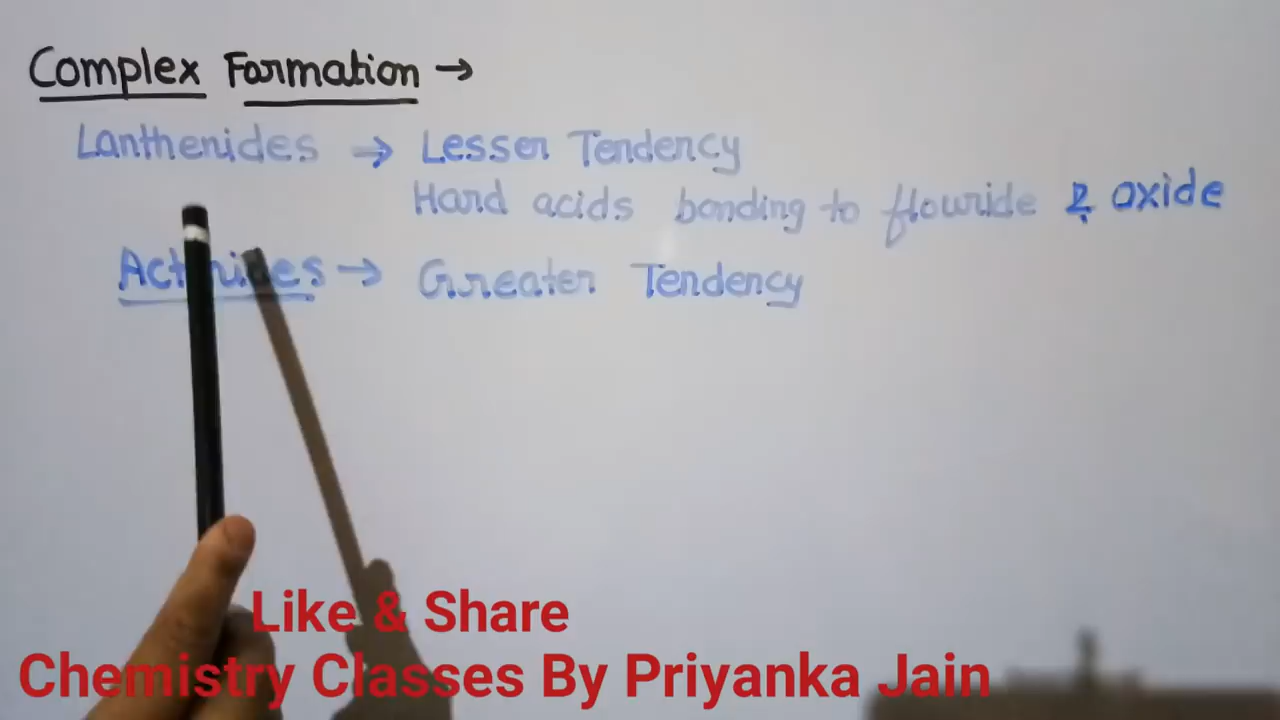 Complex Formation →
Lanthenides → Lesser Tendency
Hard acids bonding to flouride & oxide
Actinides → Greater Tendency
Like & Share
Chemistry Classes By Priyanka Jain